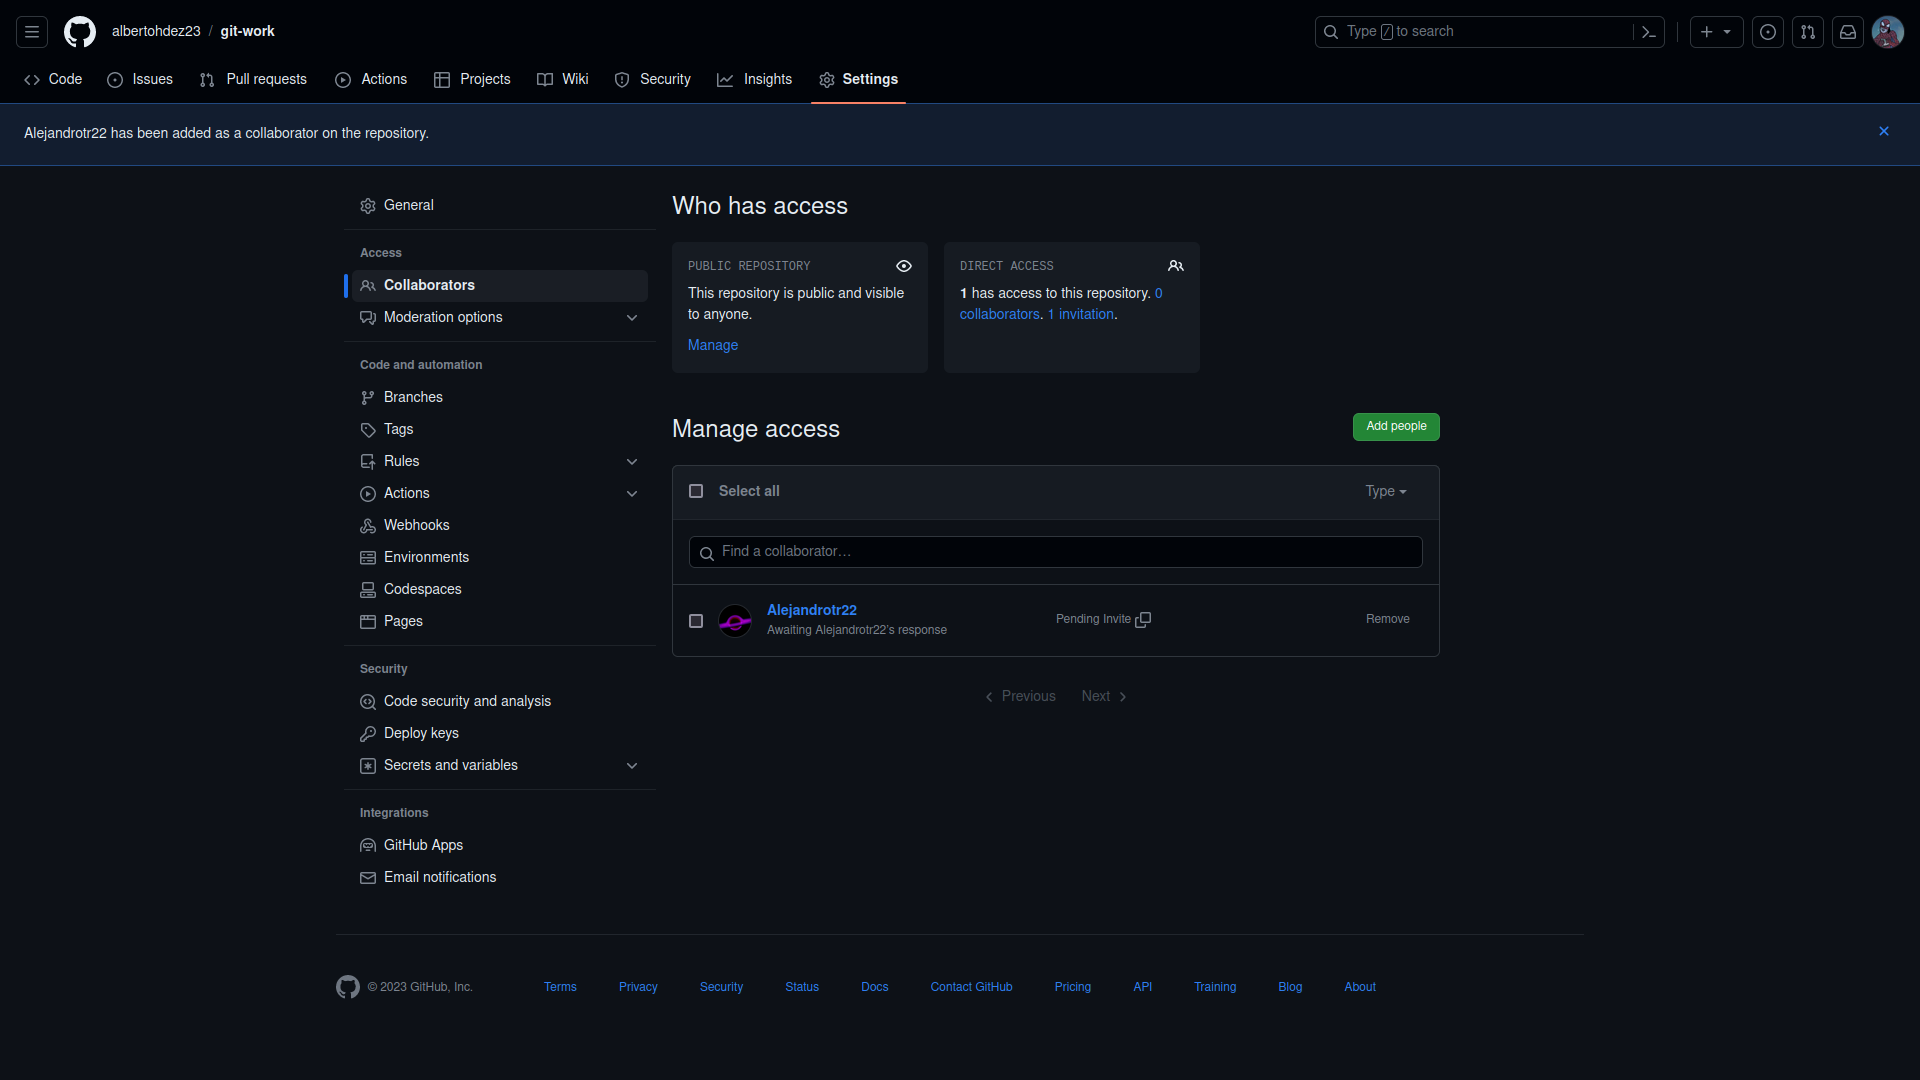 albertohdez23 / git-work
Type / to search
Code Issues Pull requests Actions Projects Wiki Security Insights Settings
Alejandrotr22 has been added as a collaborator on the repository.
General
Access
Collaborators
Moderation options
Code and automation
Branches
Tags
Rules
Actions
Webhooks
Environments
Codespaces
Pages
Security
Code security and analysis
Deploy keys
Secrets and variables
Integrations
GitHub Apps
Email notifications
Who has access
PUBLIC REPOSITORY
This repository is public and visible
to anyone.
Manage
DIRECT ACCESS
1 has access to this repository. 0
collaborators. 1 invitation.
Manage access
Add people
Select all
Type
Find a collaborator…
Alejandrotr22
Awaiting Alejandrotr22's response
Pending Invite
Remove
Previous Next
© 2023 GitHub, Inc. Terms Privacy Security Status Docs Contact GitHub Pricing API Training Blog About